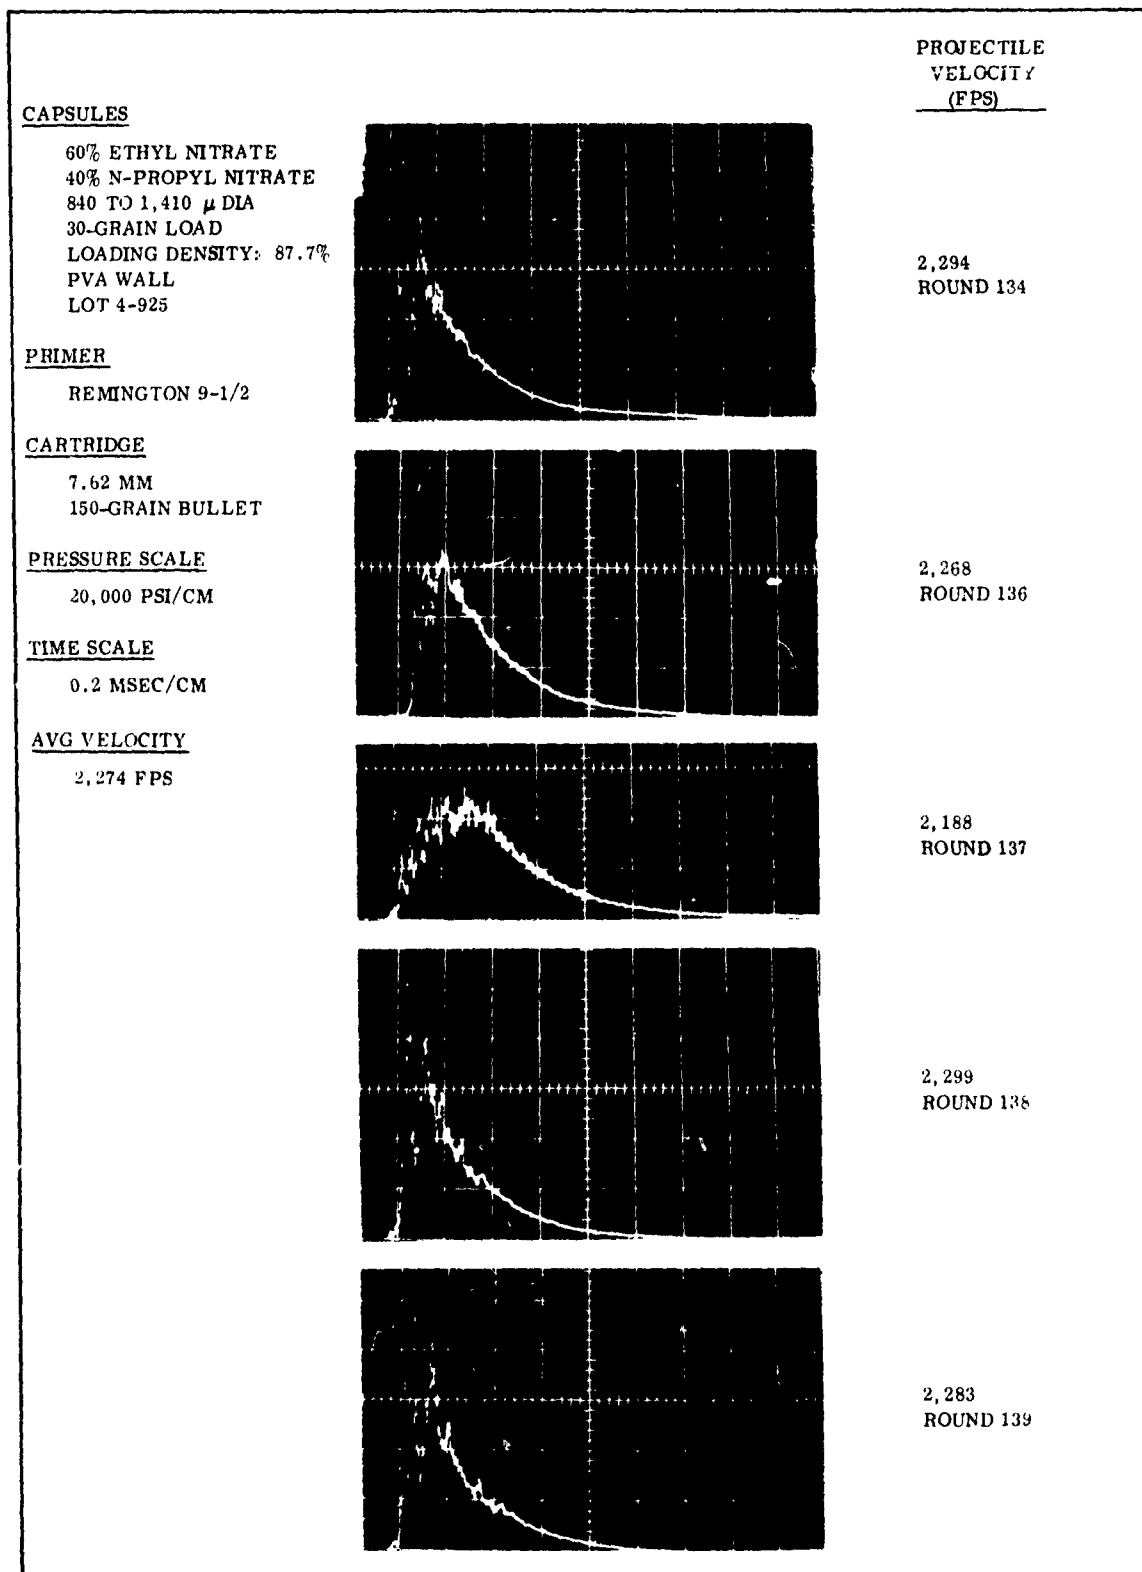 CAPSULES
60% ETHYL NITRATE
40% N-PROPYL NITRATE
840 TO 1,410 μ DIA
30-GRAIN LOAD
LOADING DENSITY: 87.7%
PVA WALL
LOT 4-925
PRIMER
REMINGTON 9-1/2
CARTRIDGE
7.62 MM
150-GRAIN BULLET
PRESSURE SCALE
20,000 PSI/CM
TIME SCALE
0.2 MSEC/CM
AVG VELOCITY
2,274 FPS
PROJECTILE
VELOCITY
(FPS)
2,294
ROUND 134
2,268
ROUND 136
2,188
ROUND 137
2,299
ROUND 138
2,283
ROUND 139